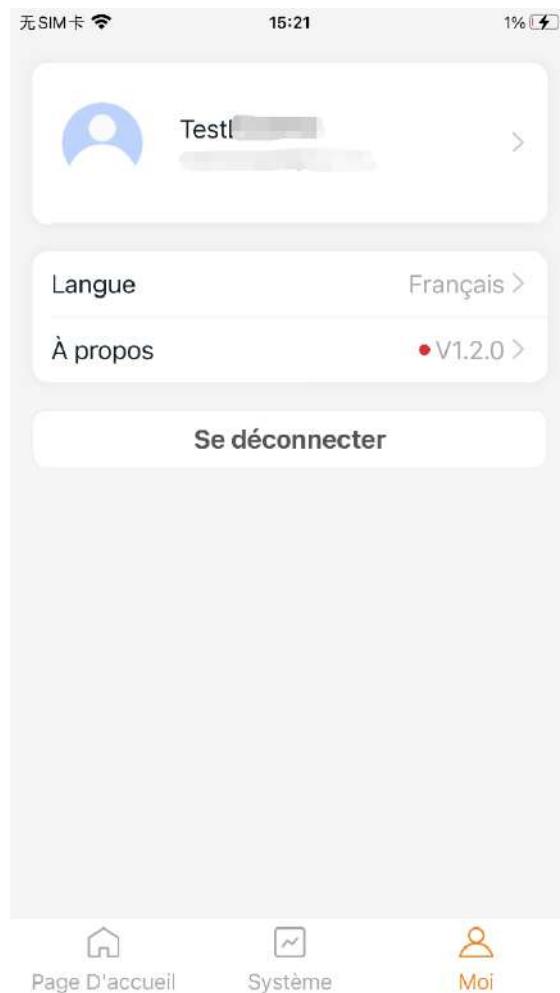 无SIM卡 15:21 1%
Langue Français
À propos V1.2.0
Se déconnecter
Page D'accueil Système Moi